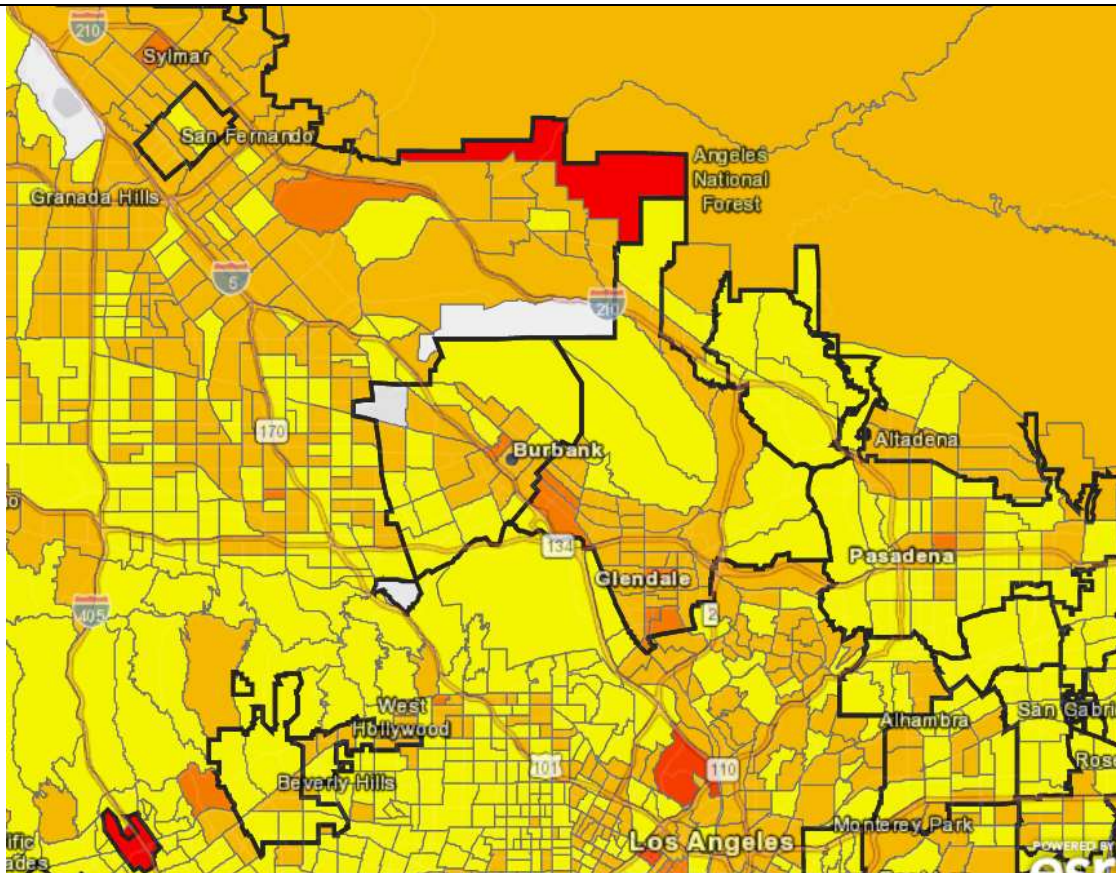 210
Sylmar
San Fernando
Granada Hills
Angeles
National
Forest
5
210
170
Burbank
Altadena
134
Pasadena
Glendale
405
2
West
Hollywood
Alhambra
San Gabri
Rose
Beverly Hills
101
110
Los Angeles
Monterey Park
ific
ades
POWERED BY
esri